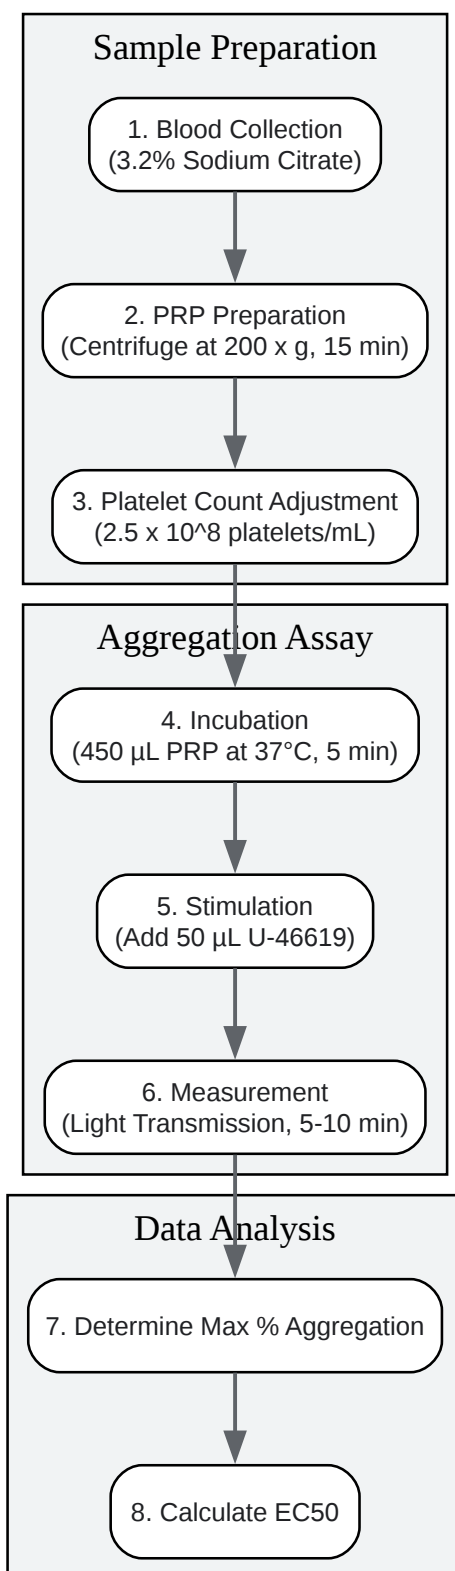 Sample Preparation
1. Blood Collection
(3.2% Sodium Citrate)
2. PRP Preparation
(Centrifuge at 200 x g, 15 min)
3. Platelet Count Adjustment
(2.5 x 10^8 platelets/mL)
Aggregation Assay
4. Incubation
(450 µL PRP at 37°C, 5 min)
5. Stimulation
(Add 50 µL U-46619)
6. Measurement
(Light Transmission, 5-10 min)
Data Analysis
7. Determine Max % Aggregation
8. Calculate EC50